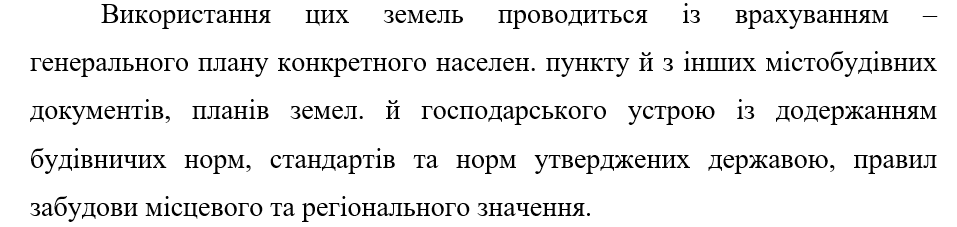 Використання цих земель проводиться із врахуванням –
генерального плану конкретного населен. пункту й з інших містобудівних
документів, планів земел. й господарського устрою із додержанням
будівничих норм, стандартів та норм утверджених державою, правил
забудови місцевого та регіонального значення.